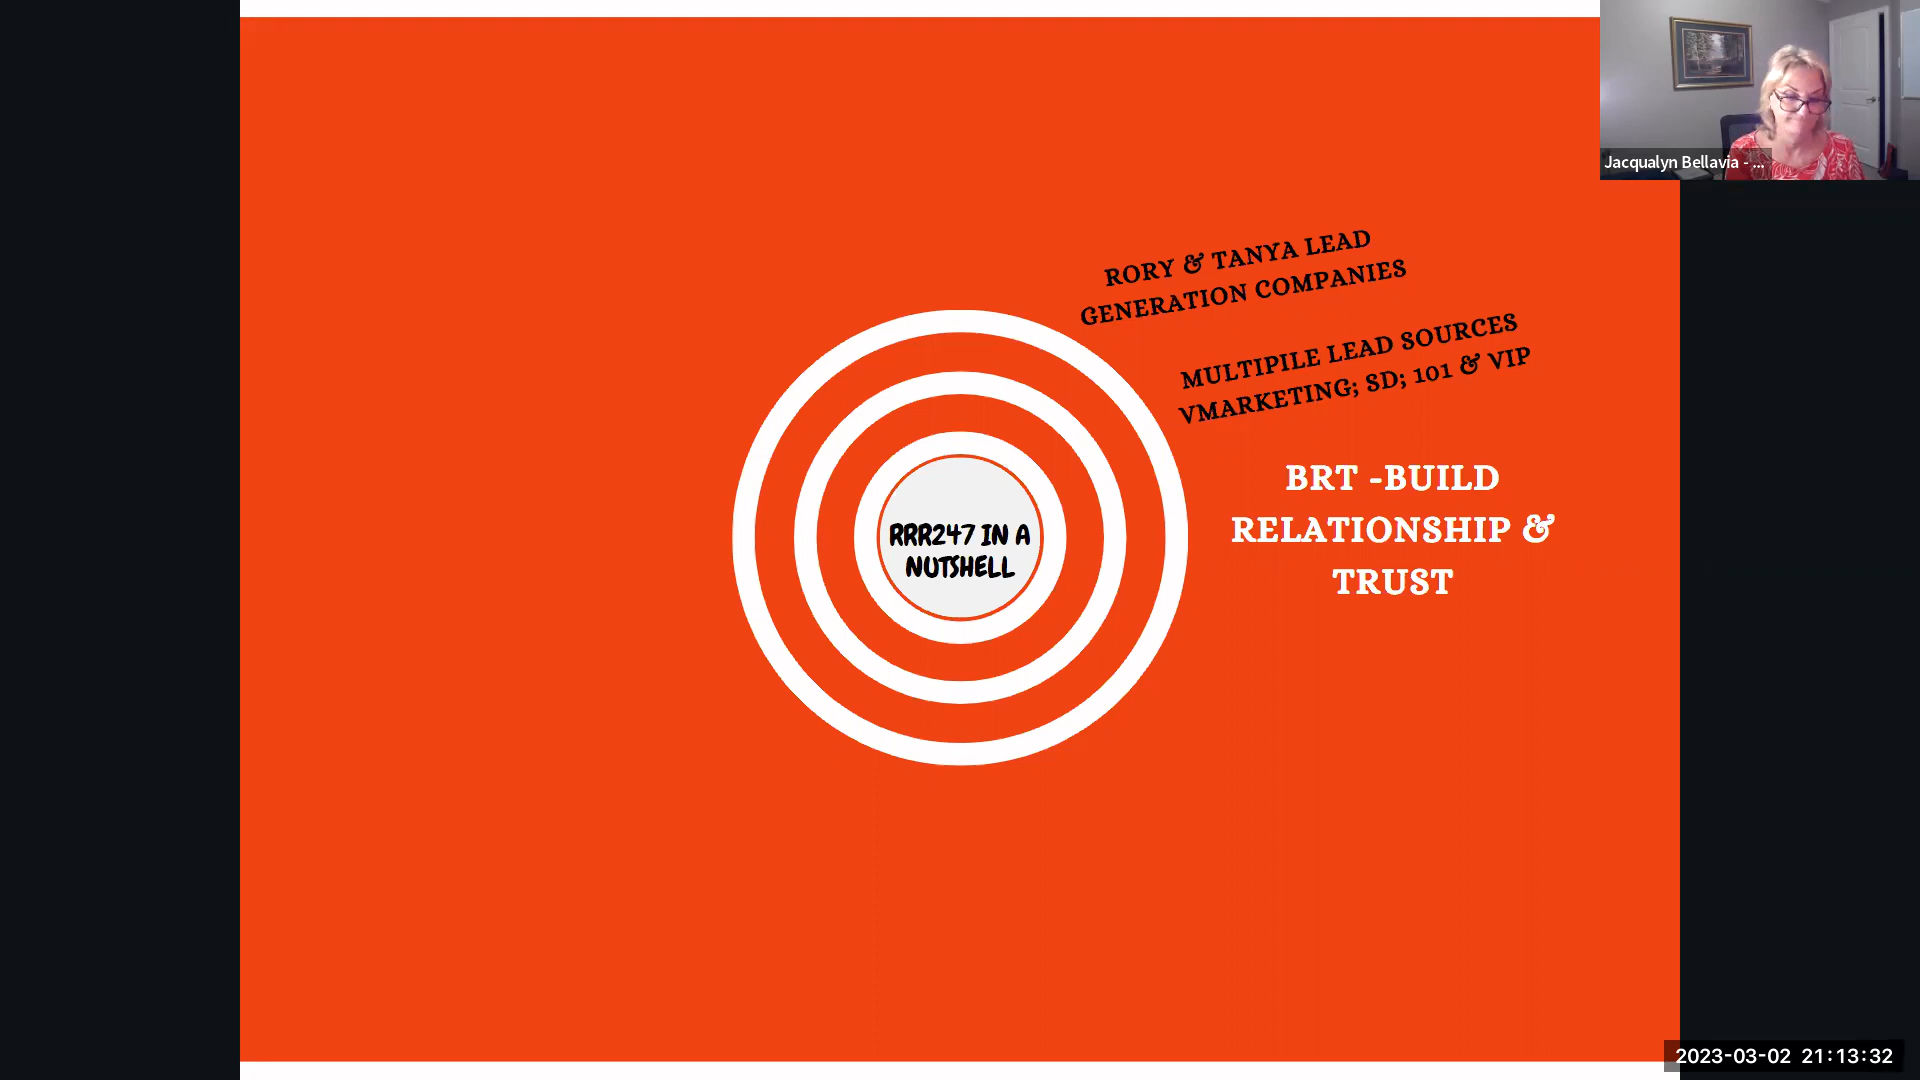 Jacqualyn Bellavia - ...
RORY & TANYA LEAD
GENERATION COMPANIES
MULTIPILE LEAD SOURCES
VMARKETING; SD; 101 & VIP
BRT -BUILD
RELATIONSHIP &
TRUST
RRR247 IN A
NUTSHELL
2023-03-02 21:13:32